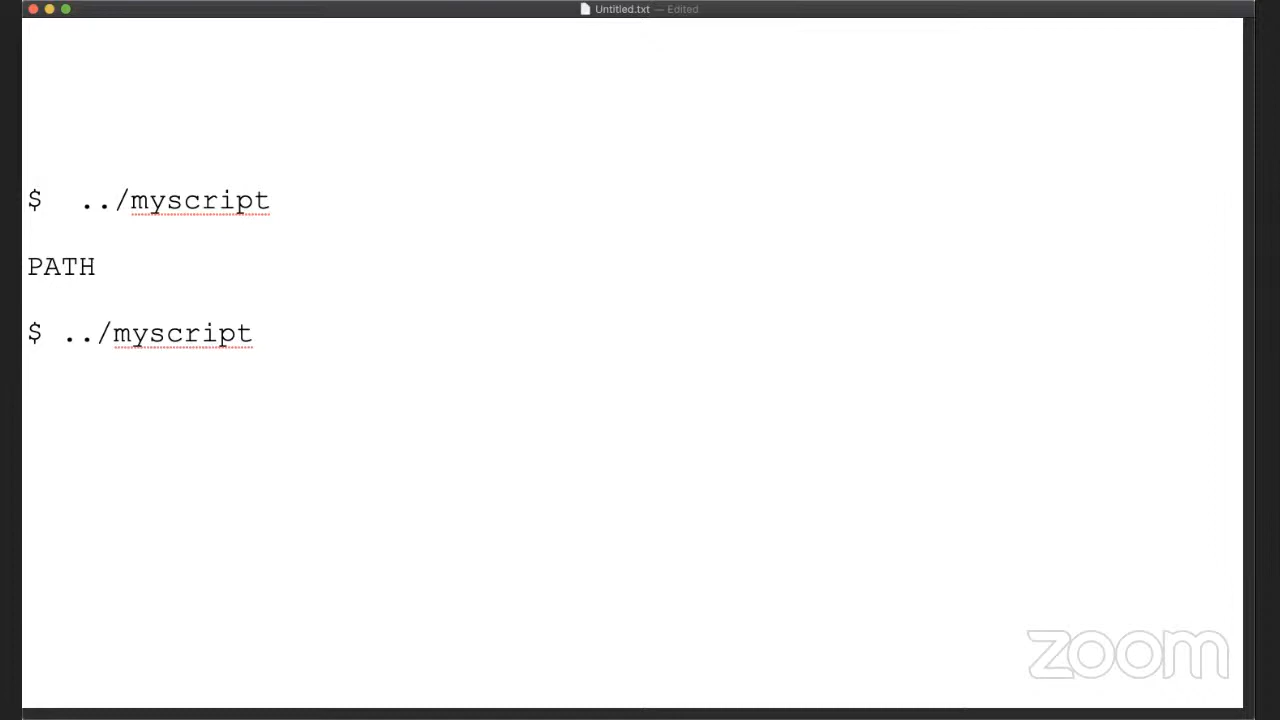 Untitled.txt — Edited
$  ../myscript
PATH
$ ../myscript
zoom